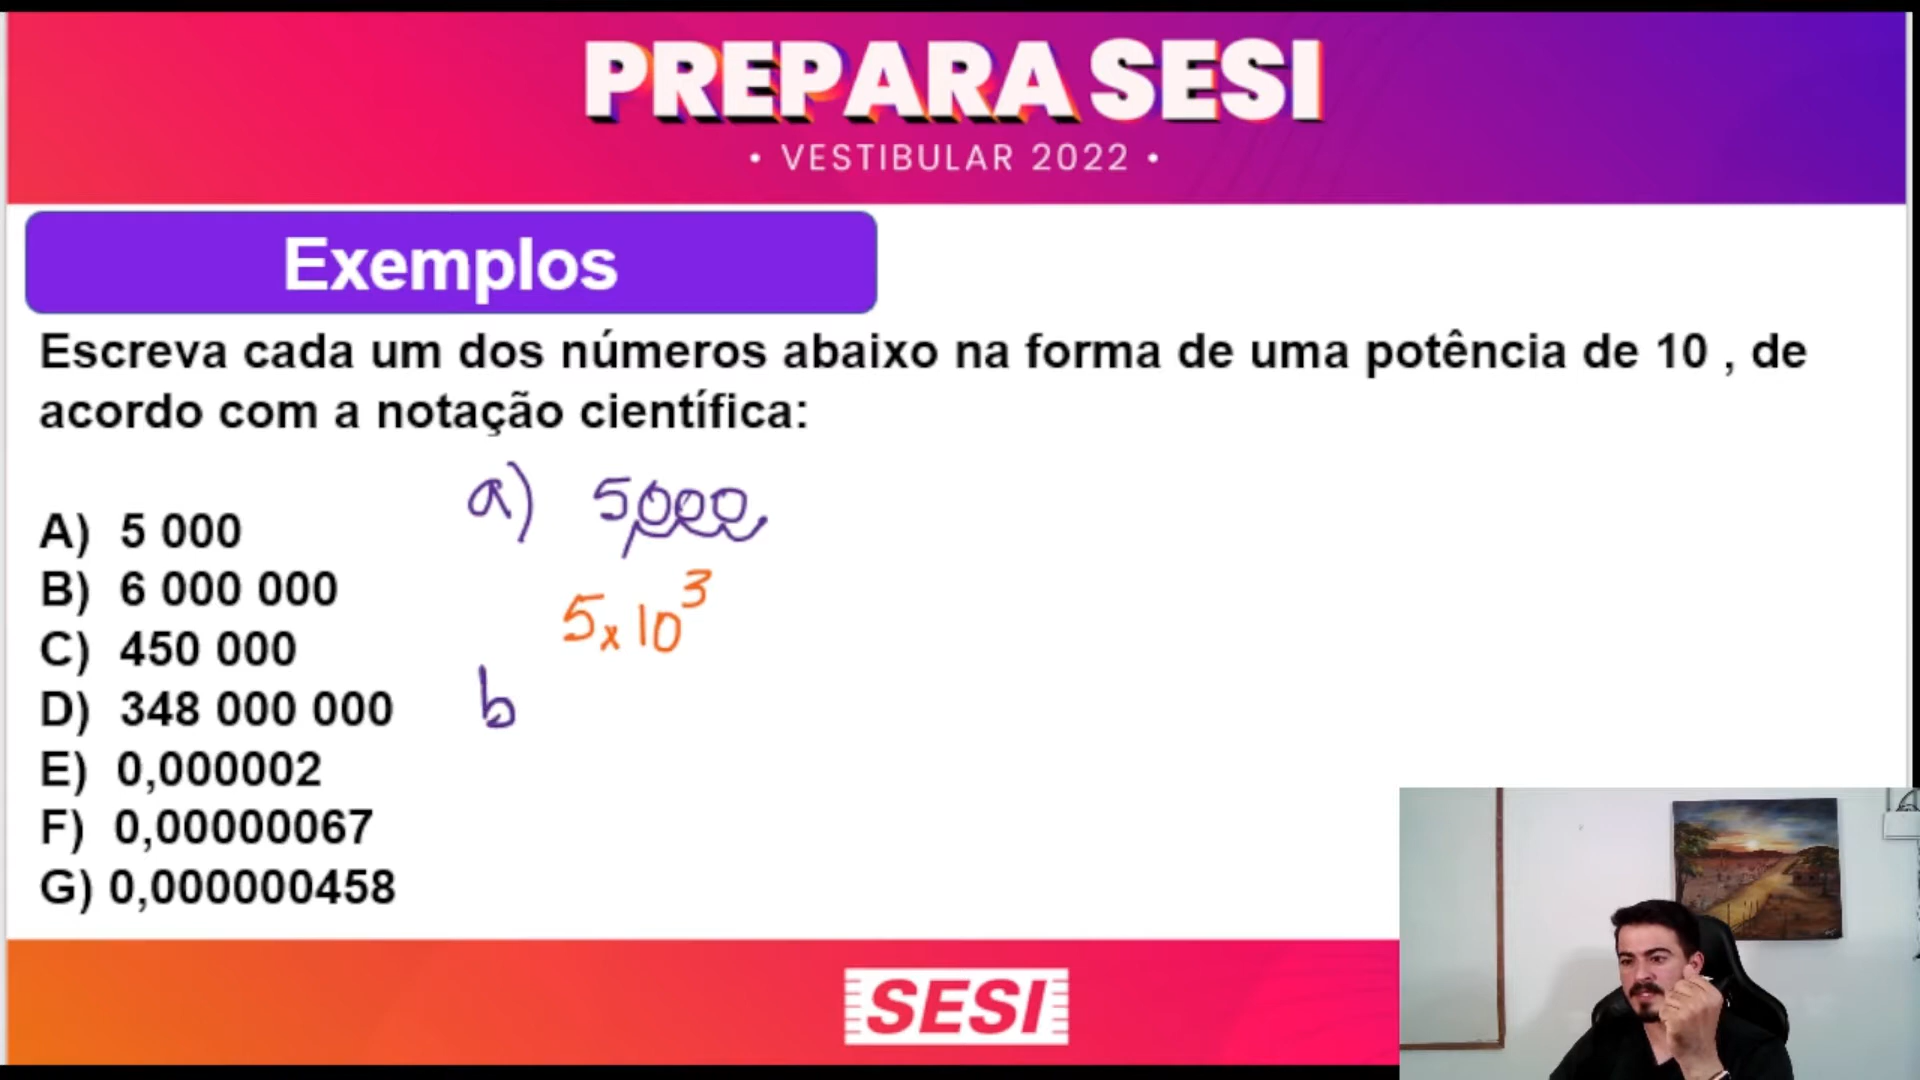 PREPARA SESI
• VESTIBULAR 2022 •
Exemplos
Escreva cada um dos números abaixo na forma de uma potência de 10 , de
acordo com a notação científica:
A) 5 000
B) 6 000 000
C) 450 000
D) 348 000 000
E) 0,000002
F) 0,00000067
G) 0,000000458
a) 5,000,
5x10³
b
SESI